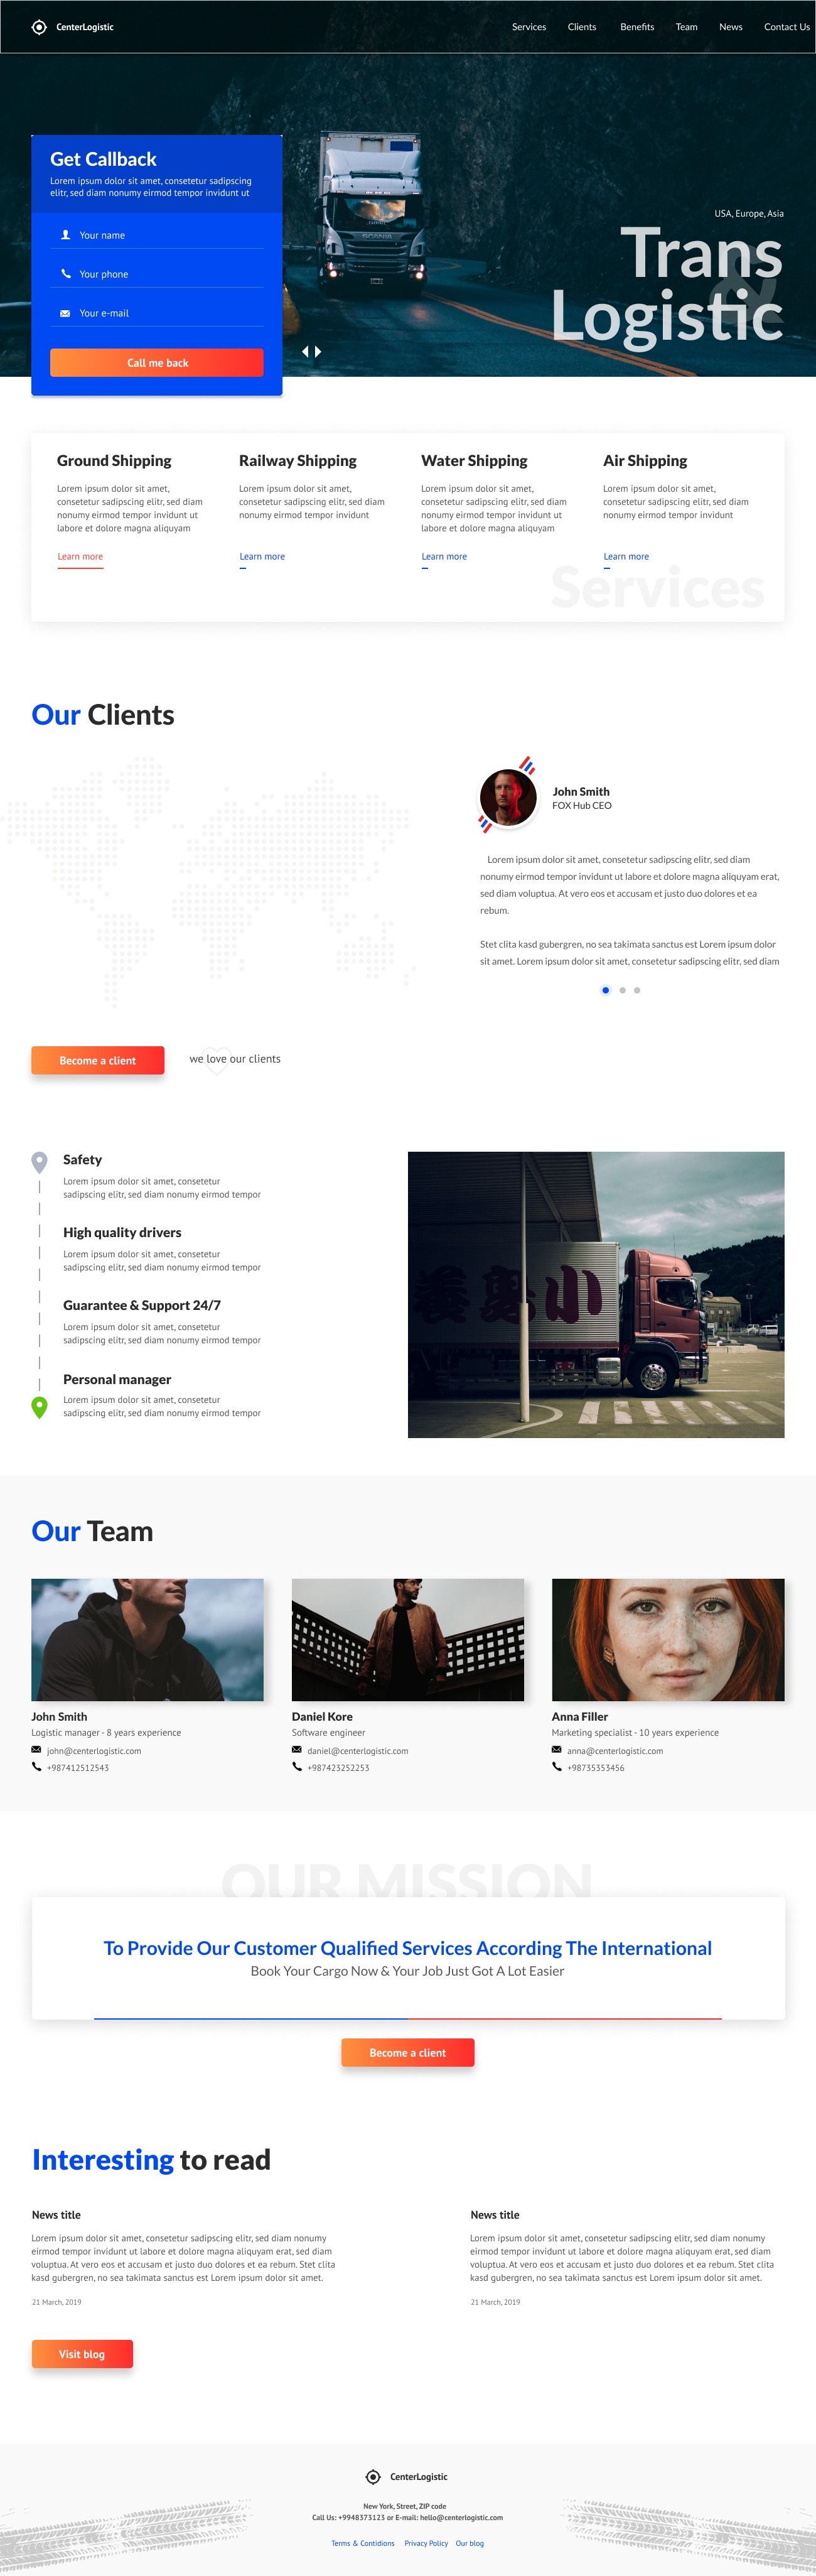 CenterLogistic
Services Clients Benefits Team News Contact Us
Get Callback
Lorem ipsum dolor sit amet, consetetur sadipscing
elitr, sed diam nonumy eirmod tempor invidunt ut
Your name
Your phone
Your e-mail
Call me back
SCANIA
USA, Europe, Asia
Trans
&
Logistic
Ground Shipping
Lorem ipsum dolor sit amet,
consetetur sadipscing elitr, sed diam
nonumy eirmod tempor invidunt ut
labore et dolore magna aliquyam
Learn more
Railway Shipping
Lorem ipsum dolor sit amet,
consetetur sadipscing elitr, sed diam
nonumy eirmod tempor invidunt
Learn more
Water Shipping
Lorem ipsum dolor sit amet,
consetetur sadipscing elitr, sed diam
nonumy eirmod tempor invidunt ut
labore et dolore magna aliquyam
Learn more
Air Shipping
Lorem ipsum dolor sit amet,
consetetur sadipscing elitr, sed diam
nonumy eirmod tempor invidunt
Learn more
Services
Our Clients
John Smith
FOX Hub CEO
Lorem ipsum dolor sit amet, consetetur sadipscing elitr, sed diam
nonumy eirmod tempor invidunt ut labore et dolore magna aliquyam erat,
sed diam voluptua. At vero eos et accusam et justo duo dolores et ea
rebum.
Stet clita kasd gubergren, no sea takimata sanctus est Lorem ipsum dolor
sit amet. Lorem ipsum dolor sit amet, consetetur sadipscing elitr, sed diam
Become a client
we love our clients
Safety
Lorem ipsum dolor sit amet, consetetur
sadipscing elitr, sed diam nonumy eirmod tempor
High quality drivers
Lorem ipsum dolor sit amet, consetetur
sadipscing elitr, sed diam nonumy eirmod tempor
Guarantee & Support 24/7
Lorem ipsum dolor sit amet, consetetur
sadipscing elitr, sed diam nonumy eirmod tempor
Personal manager
Lorem ipsum dolor sit amet, consetetur
sadipscing elitr, sed diam nonumy eirmod tempor
Our Team
John Smith
Logistic manager - 8 years experience
john@centerlogistic.com
+987412512543
Daniel Kore
Software engineer
daniel@centerlogistic.com
+987423252253
Anna Filler
Marketing specialist - 10 years experience
anna@centerlogistic.com
+98735353456
OUR MISSION
To Provide Our Customer Qualified Services According The International
Book Your Cargo Now & Your Job Just Got A Lot Easier
Become a client
Interesting to read
News title
Lorem ipsum dolor sit amet, consetetur sadipscing elitr, sed diam nonumy
eirmod tempor invidunt ut labore et dolore magna aliquyam erat, sed diam
voluptua. At vero eos et accusam et justo duo dolores et ea rebum. Stet clita
kasd gubergren, no sea takimata sanctus est Lorem ipsum dolor sit amet.
21 March, 2019
News title
Lorem ipsum dolor sit amet, consetetur sadipscing elitr, sed diam nonumy
eirmod tempor invidunt ut labore et dolore magna aliquyam erat, sed diam
voluptua. At vero eos et accusam et justo duo dolores et ea rebum. Stet clita
kasd gubergren, no sea takimata sanctus est Lorem ipsum dolor sit amet.
21 March, 2019
Visit blog
CenterLogistic
New York, Street, ZIP code
Call Us: +9948373123 or E-mail: hello@centerlogistic.com
Terms & Contidions Privacy Policy Our blog